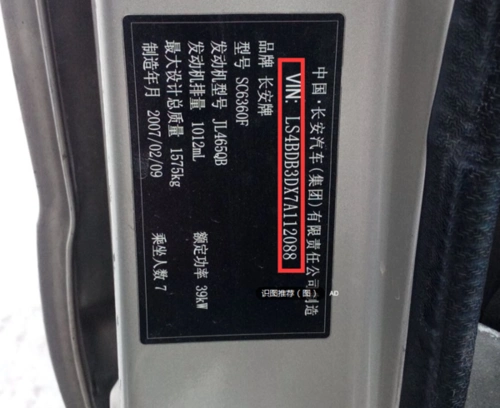 中国·长安汽车(集团)有限责任公司制造
VIN: LS4BDB3DX7A112088
品牌 长安牌
型号 SC6360F
发动机型号 JL465QB
发动机排量 1012mL 额定功率 39kW
最大设计总质量 1575kg
制造年月 2007/02/09 乘坐人数 7
AD